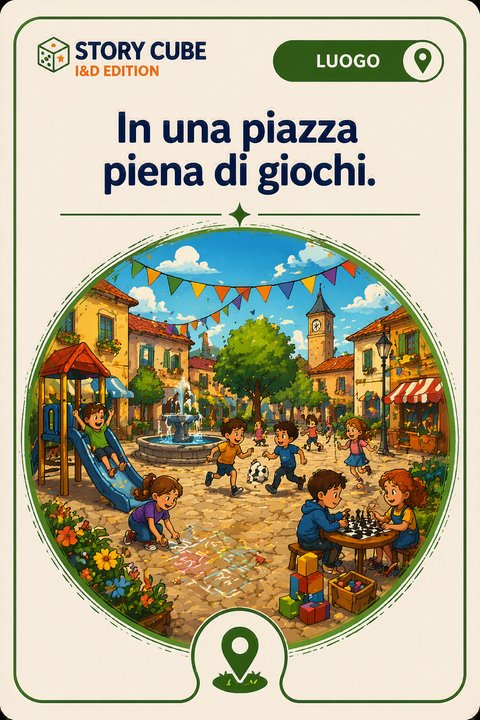 STORY CUBE
I&D EDITION
LUOGO
In una piazza
piena di giochi.